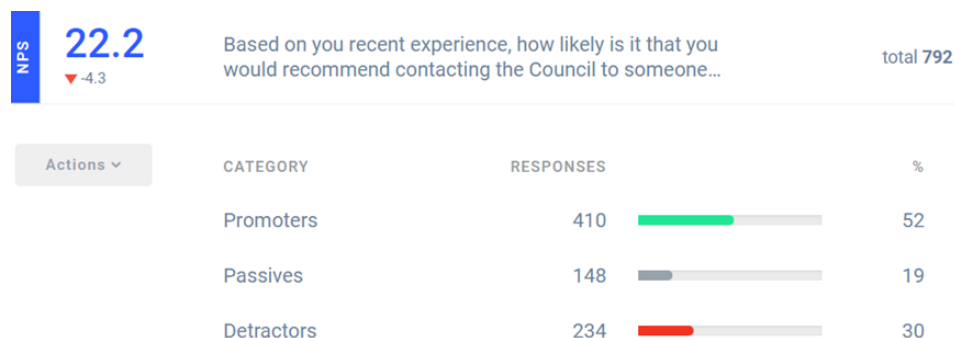 NPS
22.2
-4.3
Based on you recent experience, how likely is it that you
would recommend contacting the Council to someone...
total 792
Actions
CATEGORY RESPONSES %
Promoters 410 52
Passives 148 19
Detractors 234 30